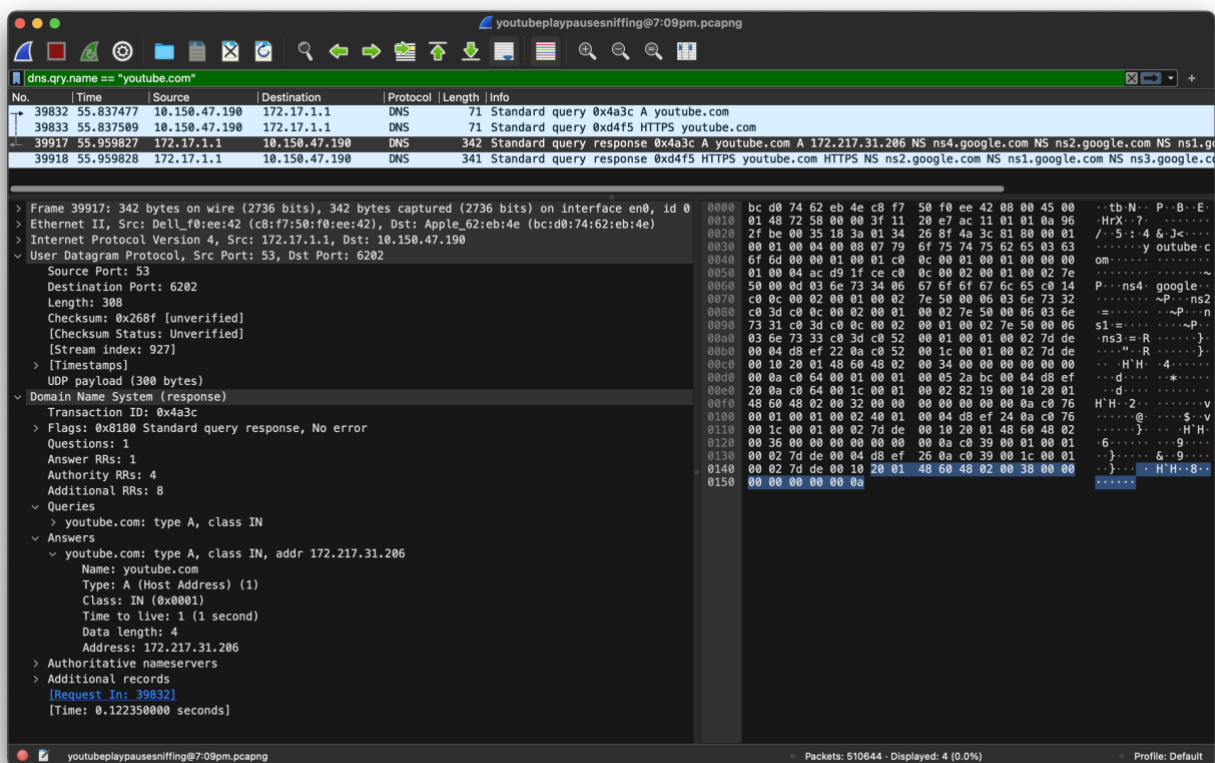 youtubeplaypausesniffing@7:09pm.pcapng
dns.qry.name == "youtube.com"
No. Time Source Destination Protocol Length Info
39832 55.837477 10.150.47.190 172.17.1.1 DNS 71 Standard query 0x4a3c A youtube.com
39833 55.837509 10.150.47.190 172.17.1.1 DNS 71 Standard query 0xd4f5 HTTPS youtube.com
39917 55.959827 172.17.1.1 10.150.47.190 DNS 342 Standard query response 0x4a3c A youtube.com A 172.217.31.206 NS ns4.google.com NS ns2.google.com NS ns1.g
39918 55.959828 172.17.1.1 10.150.47.190 DNS 341 Standard query response 0xd4f5 HTTPS youtube.com HTTPS NS ns2.google.com NS ns1.google.com NS ns3.google.c
Frame 39917: 342 bytes on wire (2736 bits), 342 bytes captured (2736 bits) on interface en0, id 0
Ethernet II, Src: Dell_f0:ee:42 (c8:f7:50:f0:ee:42), Dst: Apple_62:eb:4e (bc:d0:74:62:eb:4e)
Internet Protocol Version 4, Src: 172.17.1.1, Dst: 10.150.47.190
User Datagram Protocol, Src Port: 53, Dst Port: 6202
Source Port: 53
Destination Port: 6202
Length: 308
Checksum: 0x268f [unverified]
[Checksum Status: Unverified]
[Stream index: 927]
[Timestamps]
UDP payload (300 bytes)
Domain Name System (response)
Transaction ID: 0x4a3c
Flags: 0x8180 Standard query response, No error
Questions: 1
Answer RRs: 1
Authority RRs: 4
Additional RRs: 8
Queries
youtube.com: type A, class IN
Answers
youtube.com: type A, class IN, addr 172.217.31.206
Name: youtube.com
Type: A (Host Address) (1)
Class: IN (0x0001)
Time to live: 1 (1 second)
Data length: 4
Address: 172.217.31.206
Authoritative nameservers
Additional records
[Request In: 39832]
[Time: 0.122350000 seconds]
0000 bc d0 74 62 eb 4e c8 f7 50 f0 ee 42 08 00 45 00 ··tb·N·· P··B··E·
0010 01 48 72 58 00 00 3f 11 20 e7 ac 11 01 01 0a 96 ·HrX··?· ········
0020 2f be 00 35 18 3a 01 34 26 8f 4a 3c 81 80 00 01 /··5·:·4 &·J<····
0030 00 01 00 04 00 08 07 79 6f 75 74 75 62 65 03 63 ·······y outube·c
0040 6f 6d 00 00 01 00 01 c0 0c 00 01 00 01 00 00 00 om······ ········
0050 01 00 04 ac d9 1f ce c0 0c 00 02 00 01 00 02 7e ········ ·······~
0060 50 00 0d 03 6e 73 34 06 67 6f 6f 67 6c 65 c0 14 P···ns4· google··
0070 c0 0c 00 02 00 01 00 02 7e 50 00 06 03 6e 73 32 ········ ~P···ns2
0080 c0 3d c0 0c 00 02 00 01 00 02 7e 50 00 06 03 6e ·=······ ··~P···n
0090 73 31 c0 3d c0 0c 00 02 00 01 00 02 7e 50 00 06 s1·=···· ····~P··
00a0 03 6e 73 33 c0 3d c0 52 00 01 00 01 00 02 7d de ·ns3·=·R ······}·
00b0 00 04 d8 ef 22 0a c0 52 00 1c 00 01 00 02 7d de ····"··R ······}·
00c0 00 10 20 01 48 60 48 02 00 34 00 00 00 00 00 00 ·· ·H`H· ·4······
00d0 00 0a c0 64 00 01 00 01 00 05 2a bc 00 04 d8 ef ···d···· ··*·····
00e0 20 0a c0 64 00 1c 00 01 00 02 82 19 00 10 20 01  ··d···· ······ ·
00f0 48 60 48 02 00 32 00 00 00 00 00 00 00 0a c0 76 H`H··2·· ·······v
0100 00 01 00 01 00 02 40 01 00 04 d8 ef 24 0a c0 76 ······@· ····$··v
0110 00 1c 00 01 00 02 7d de 00 10 20 01 48 60 48 02 ······}· ·· ·H`H·
0120 00 36 00 00 00 00 00 00 00 0a c0 39 00 01 00 01 ·6······ ···9····
0130 00 02 7d de 00 04 d8 ef 26 0a c0 39 00 1c 00 01 ··}····· &··9····
0140 00 02 7d de 00 10 20 01 48 60 48 02 00 38 00 00 ··}··· · H`H··8··
0150 00 00 00 00 00 0a ······
youtubeplaypausesniffing@7:09pm.pcapng Packets: 510644 · Displayed: 4 (0.0%) Profile: Default